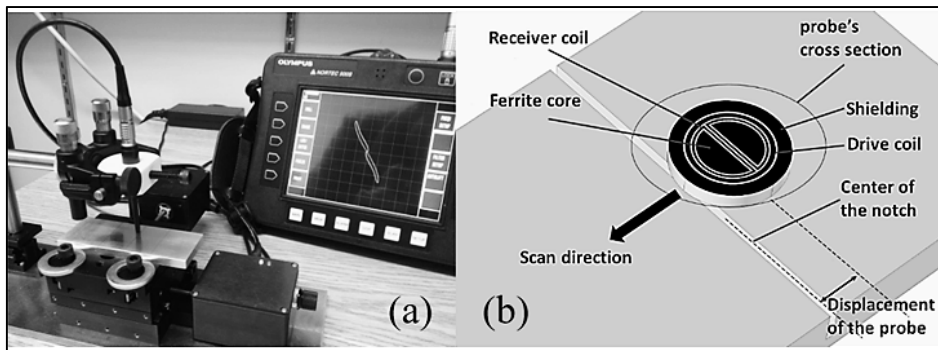 OLYMPUS
NORTEC 600S
(a)
Receiver coil
Ferrite core
probe's
cross section
Shielding
Drive coil
Center of
the notch
Scan direction
Displacement
of the probe
(b)